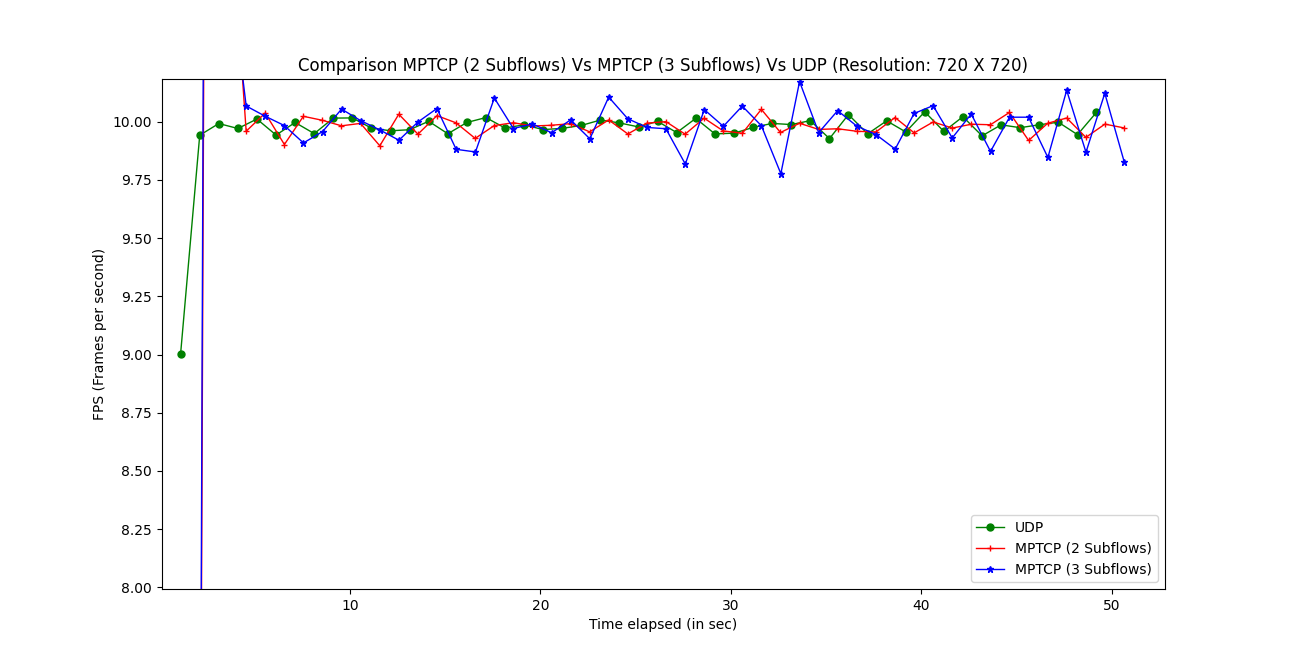 Comparison MPTCP (2 Subflows) Vs MPTCP (3 Subflows) Vs UDP (Resolution: 720 X 720)
FPS (Frames per second)
10.00
9.75
9.50
9.25
9.00
8.75
8.50
8.25
8.00
UDP
MPTCP (2 Subflows)
MPTCP (3 Subflows)
10 20 30 40 50
Time elapsed (in sec)